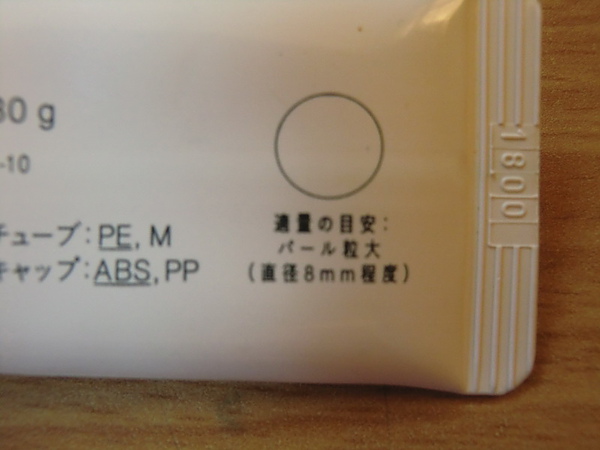 30 g
-10
チューブ：PE, M
キャップ：ABS, PP
適量の目安：
パール粒大
（直径8mm程度）
1800